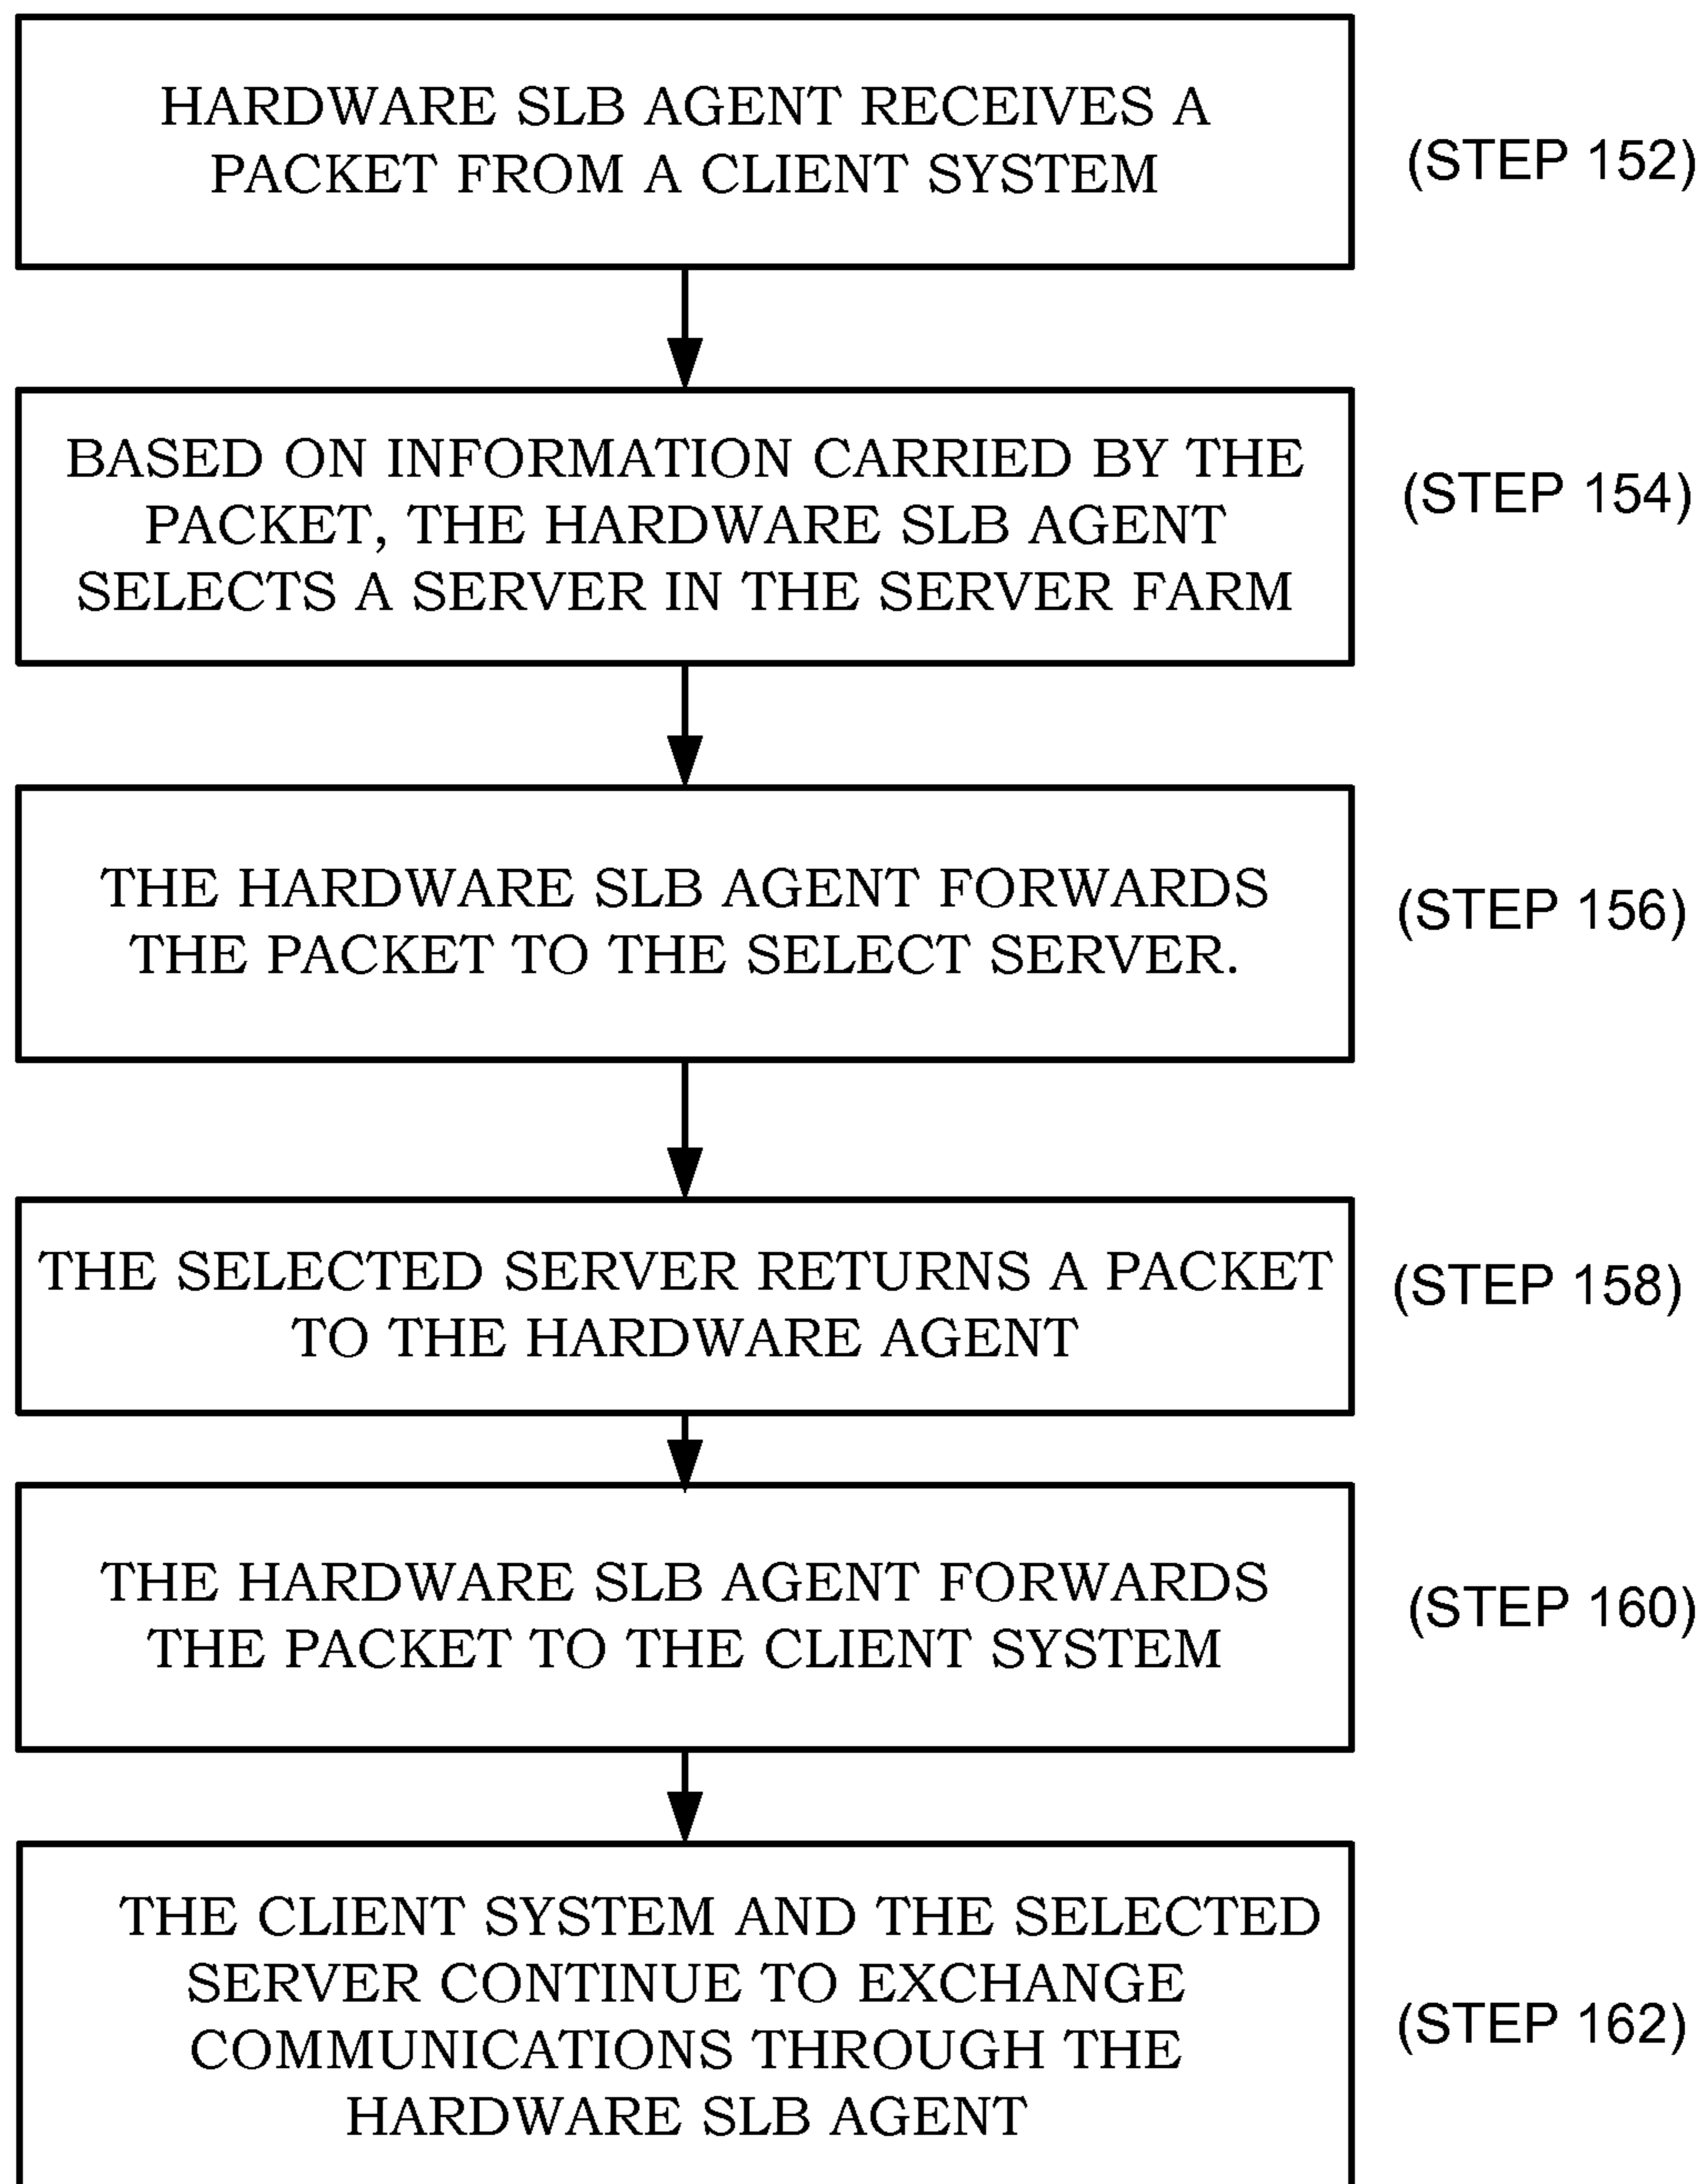 HARDWARE SLB AGENT RECEIVES A
PACKET FROM A CLIENT SYSTEM
(STEP 152)
BASED ON INFORMATION CARRIED BY THE
PACKET, THE HARDWARE SLB AGENT
SELECTS A SERVER IN THE SERVER FARM
(STEP 154)
THE HARDWARE SLB AGENT FORWARDS
THE PACKET TO THE SELECT SERVER.
(STEP 156)
THE SELECTED SERVER RETURNS A PACKET
TO THE HARDWARE AGENT
(STEP 158)
THE HARDWARE SLB AGENT FORWARDS
THE PACKET TO THE CLIENT SYSTEM
(STEP 160)
THE CLIENT SYSTEM AND THE SELECTED
SERVER CONTINUE TO EXCHANGE
COMMUNICATIONS THROUGH THE
HARDWARE SLB AGENT
(STEP 162)